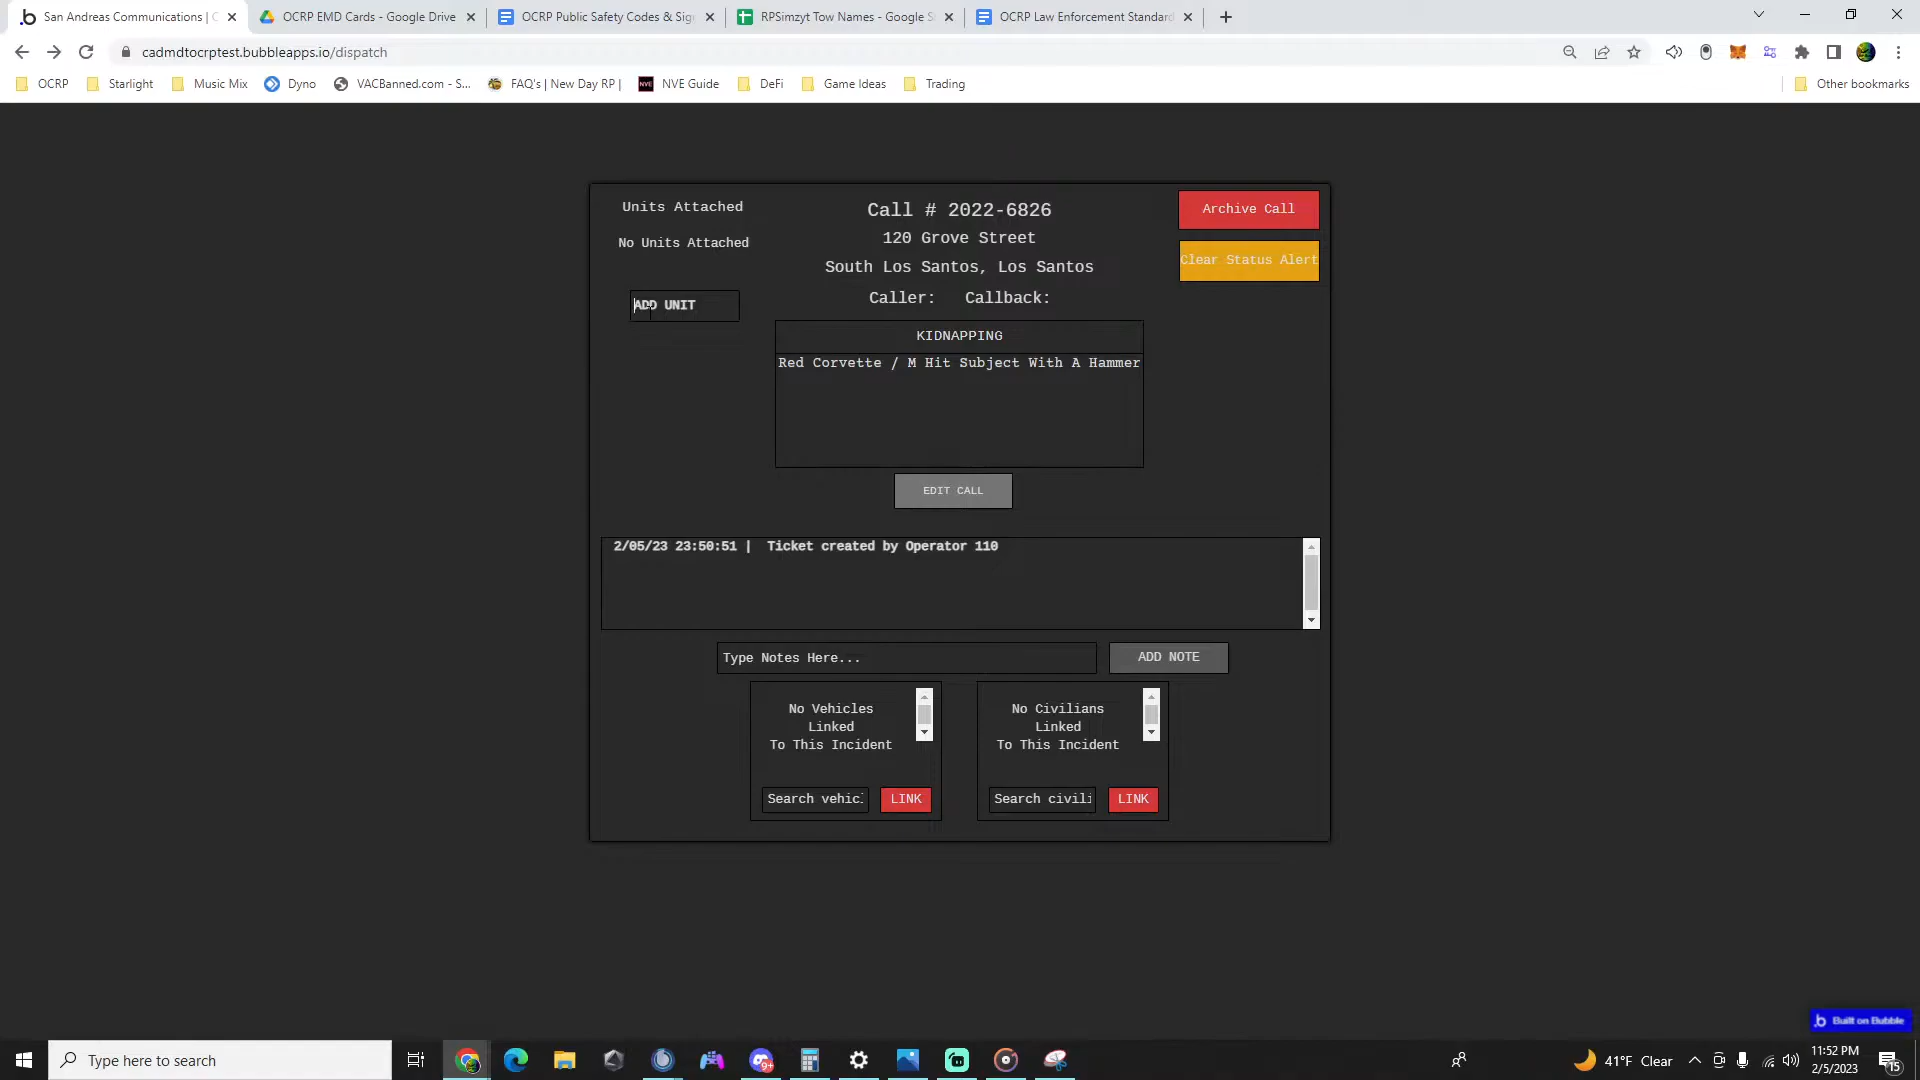 San Andreas Communications | C
OCRP EMD Cards - Google Drive
OCRP Public Safety Codes & Sig
RPSimzyt Tow Names - Google S
OCRP Law Enforcement Standard
cadmdtocrptest.bubbleapps.io/dispatch
OCRP
Starlight
Music Mix
Dyno
VACBanned.com - S...
FAQ's | New Day RP |
NVE Guide
DeFi
Game Ideas
Trading
Other bookmarks
Units Attached
No Units Attached
ADD UNIT
Call # 2022-6826
120 Grove Street
South Los Santos, Los Santos
Caller: Callback:
Archive Call
Clear Status Alert
KIDNAPPING
Red Corvette / M Hit Subject With A Hammer
EDIT CALL
2/05/23 23:50:51 | Ticket created by Operator 110
Type Notes Here...
ADD NOTE
No Vehicles
Linked
To This Incident
Search vehic
LINK
No Civilians
Linked
To This Incident
Search civili
LINK
Built on Bubble
Type here to search
9+
41°F Clear
11:52 PM
2/5/2023
15